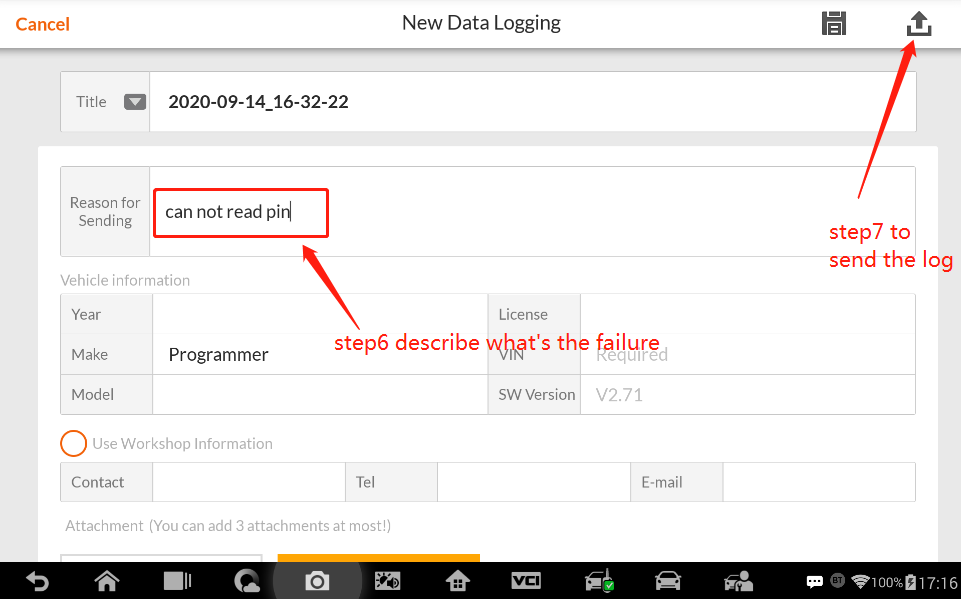 Cancel
New Data Logging
Title
2020-09-14_16-32-22
Reason for
Sending
can not read pin
step7 to
send the log
Vehicle information
Year
License
step6 describe what's the failure
Make
Programmer
VIN
Required
Model
SW Version
V2.71
Use Workshop Information
Contact
Tel
E-mail
Attachment (You can add 3 attachments at most!)
VCI
BT
100%
17:16